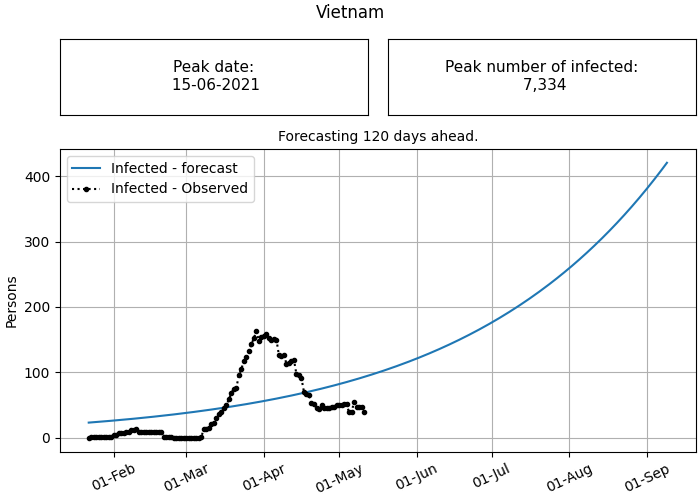 Vietnam
Peak date:
15-06-2021
Peak number of infected:
7,334
Forecasting 120 days ahead.
Infected - forecast
Infected - Observed
Persons
400
300
200
100
0
01-Feb
01-Mar
01-Apr
01-May
01-Jun
01-Jul
01-Aug
01-Sep